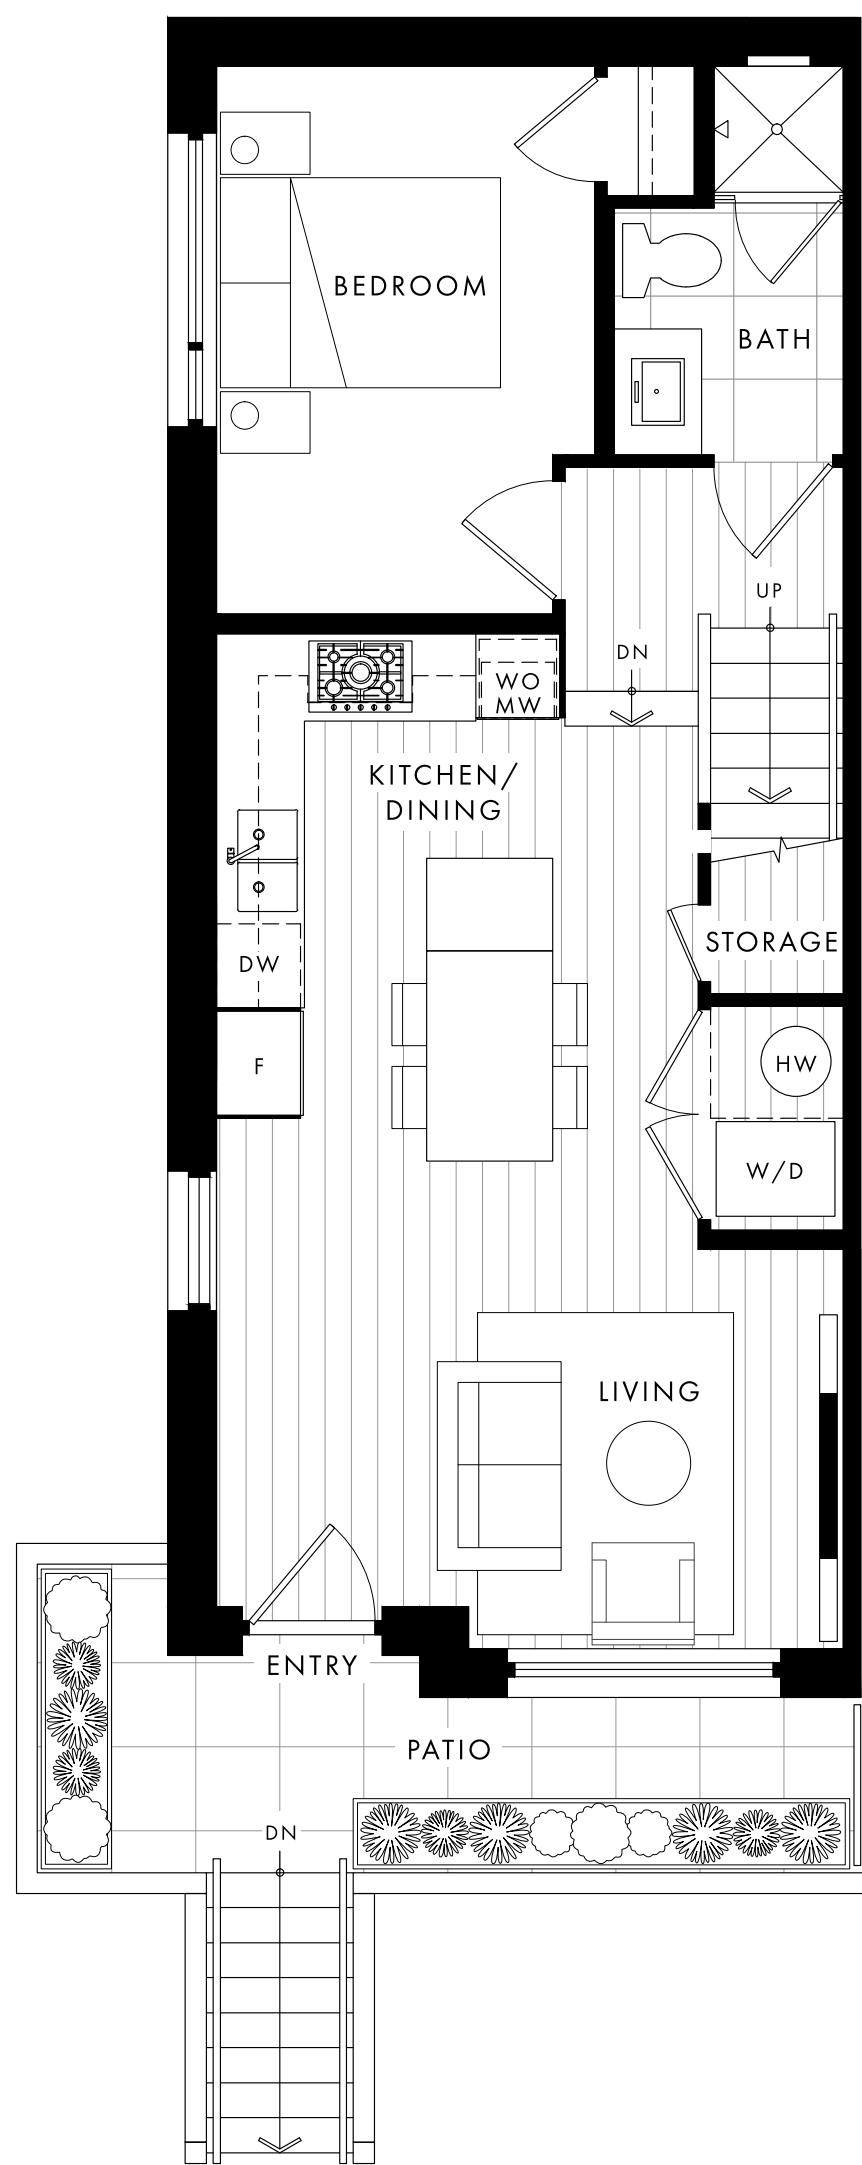 BEDROOM
BATH
UP
DN
WO
MW
KITCHEN/
DINING
STORAGE
DW
HW
F
W/D
LIVING
ENTRY
PATIO
DN